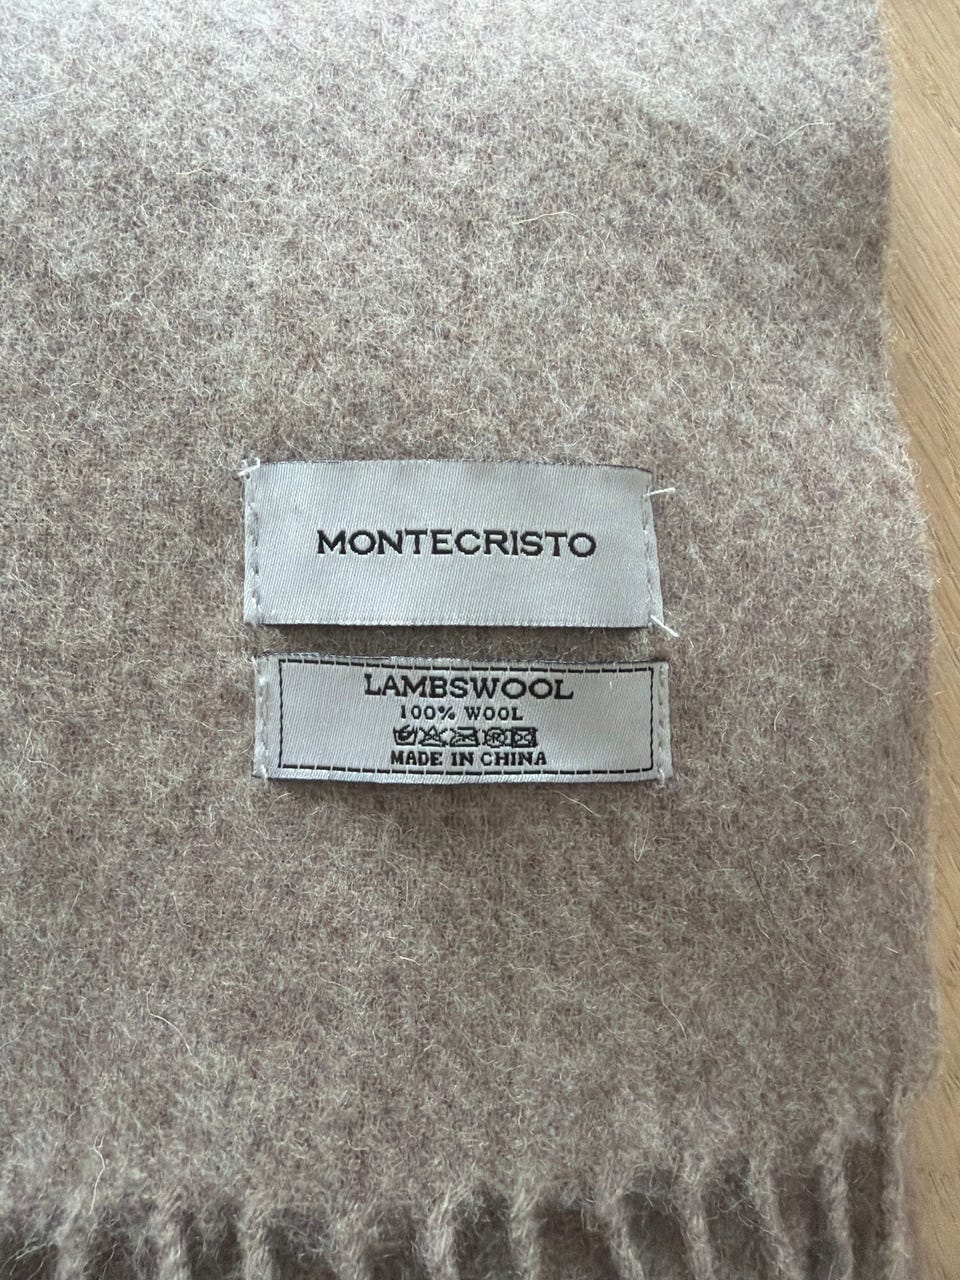 MONTECRISTO
LAMBSWOOL
100% WOOL
MADE IN CHINA